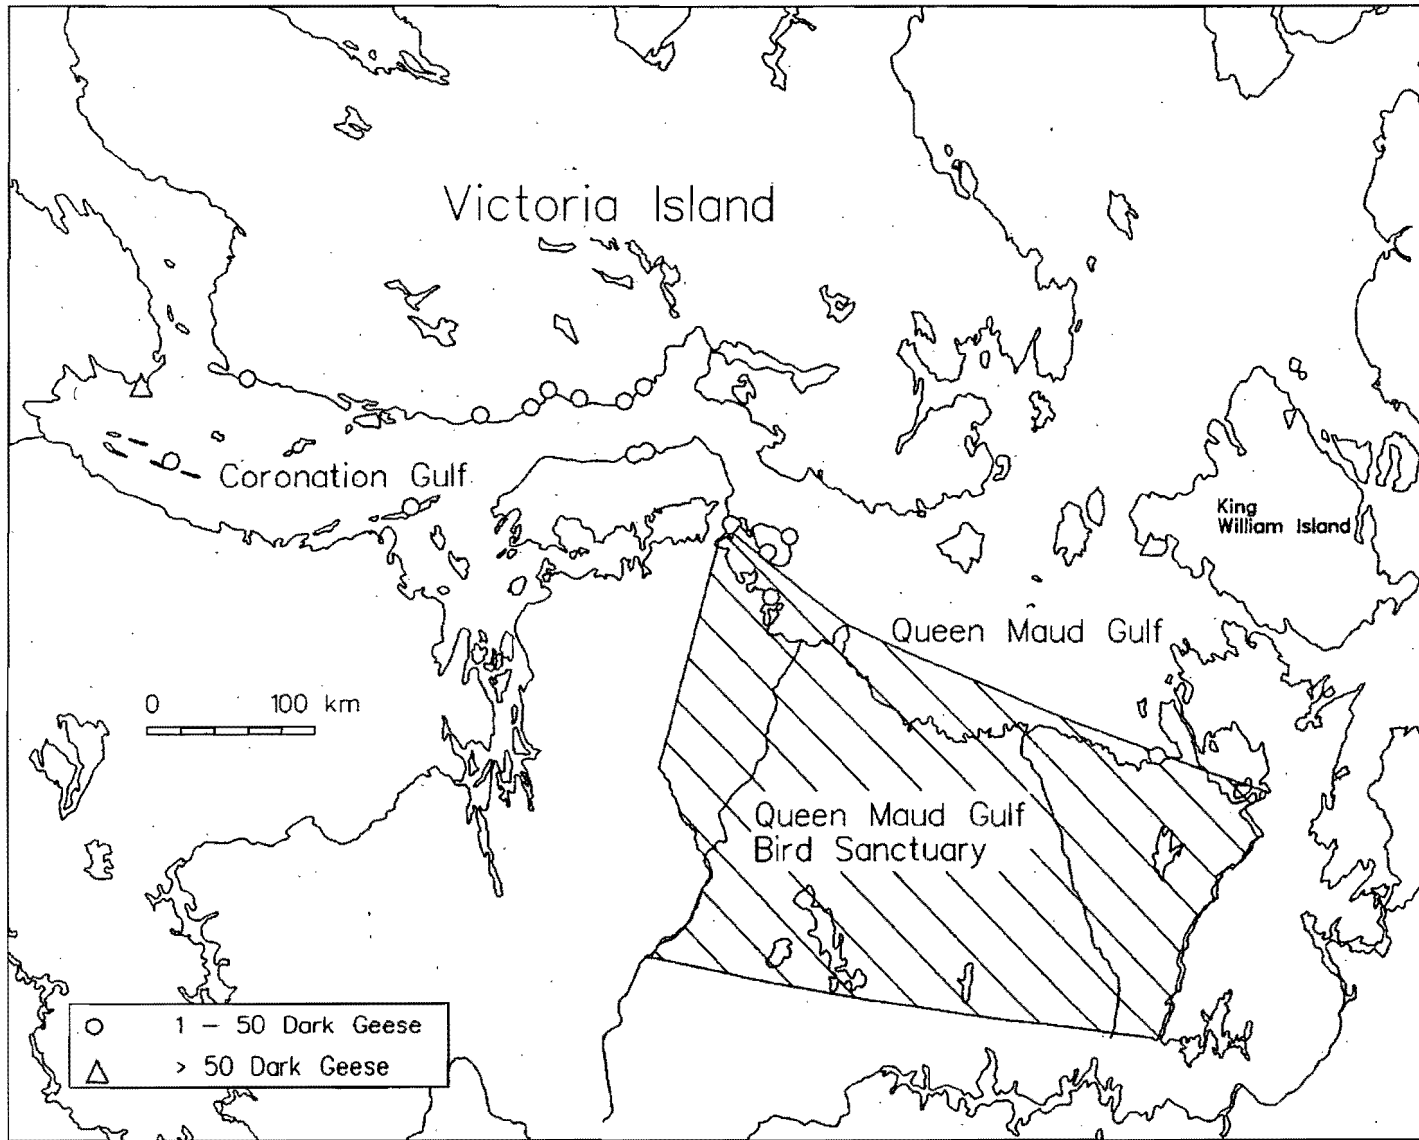 Victoria Island
Coronation Gulf
King
William Island
Queen Maud Gulf
0 100 km
Queen Maud Gulf
Bird Sanctuary
1 - 50 Dark Geese
> 50 Dark Geese